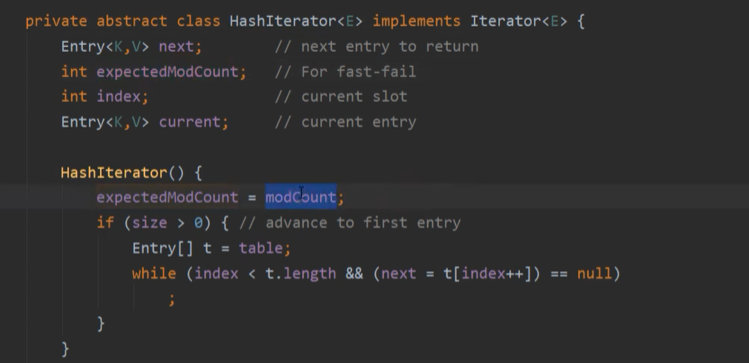 private abstract class HashIterator<E> implements Iterator<E> {
    Entry<K,V> next;        // next entry to return
    int expectedModCount;   // For fast-fail
    int index;              // current slot
    Entry<K,V> current;     // current entry

    HashIterator() {
        expectedModCount = modCount;
        if (size > 0) { // advance to first entry
            Entry[] t = table;
            while (index < t.length && (next = t[index++]) == null)
                ;
        }
    }